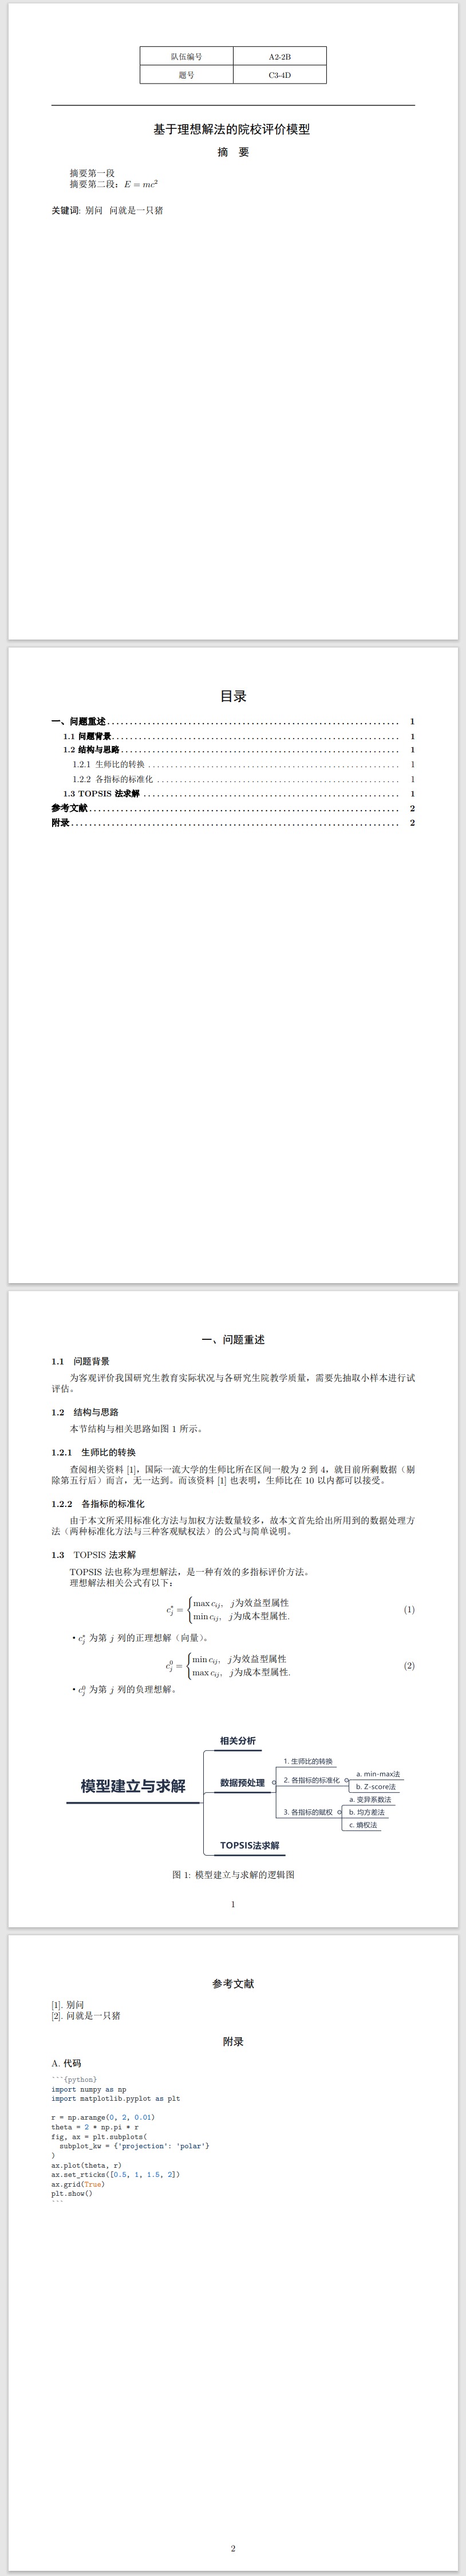 队伍编号 A2-2B
题号 C3-4D
基于理想解法的院校评价模型
摘 要
摘要第一段
摘要第二段：E = mc²
关键词: 别问 问就是一只猪
目录
一、问题重述 1
1.1 问题背景 1
1.2 结构与思路 1
1.2.1 生师比的转换 1
1.2.2 各指标的标准化 1
1.3 TOPSIS 法求解 1
参考文献 2
附录 2
一、问题重述
1.1 问题背景
为客观评价我国研究生教育实际状况与各研究生院教学质量，需要先抽取小样本进行试
评估。
1.2 结构与思路
本节结构与相关思路如图 1 所示。
1.2.1 生师比的转换
查阅相关资料 [1]，国际一流大学的生师比所在区间一般为 2 到 4，就目前所剩数据（剔
除第五行后）而言，无一达到。而该资料 [1] 也表明，生师比在 10 以内都可以接受。
1.2.2 各指标的标准化
由于本文所采用标准化方法与加权方法数量较多，故本文首先给出所用到的数据处理方
法（两种标准化方法与三种客观赋权法）的公式与简单说明。
1.3 TOPSIS 法求解
TOPSIS 法也称为理想解法，是一种有效的多指标评价方法。
理想解法相关公式有以下：
c*_j = { max c_ij, j为效益型属性
min c_ij, j为成本型属性. (1)
• c*_j 为第 j 列的正理想解（向量）。
c⁰_j = { min c_ij, j为效益型属性
max c_ij, j为成本型属性. (2)
• c⁰_j 为第 j 列的负理想解。
模型建立与求解
相关分析
数据预处理
1. 生师比的转换
2. 各指标的标准化
a. min-max法
b. Z-score法
3. 各指标的赋权
a. 变异系数法
b. 均方差法
c. 熵权法
TOPSIS法求解
图 1: 模型建立与求解的逻辑图
1
参考文献
[1]. 别问
[2]. 问就是一只猪
附录
A. 代码
```{python}
import numpy as np
import matplotlib.pyplot as plt
r = np.arange(0, 2, 0.01)
theta = 2 * np.pi * r
fig, ax = plt.subplots(
subplot_kw = {'projection': 'polar'}
)
ax.plot(theta, r)
ax.set_rticks([0.5, 1, 1.5, 2])
ax.grid(True)
plt.show()
```
2